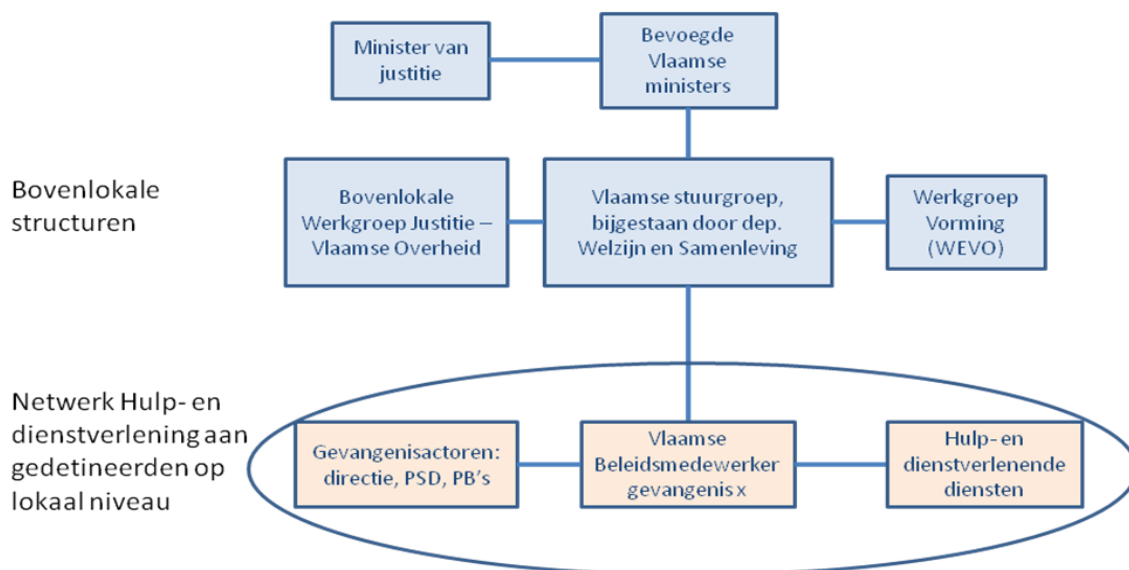 Minister van
justitie
Bevoegde
Vlaamse
ministers
Bovenlokale
structuren
Bovenlokale
Werkgroep Justitie –
Vlaamse Overheid
Vlaamse stuurgroep,
bijgestaan door dep.
Welzijn en Samenleving
Werkgroep
Vorming
(WEVO)
Netwerk Hulp- en
dienstverlening aan
gedetineerden op
lokaal niveau
Gevangenisactoren:
directie, PSD, PB's
Vlaamse
Beleidsmedewerker
gevangenis x
Hulp- en
dienstverlenende
diensten